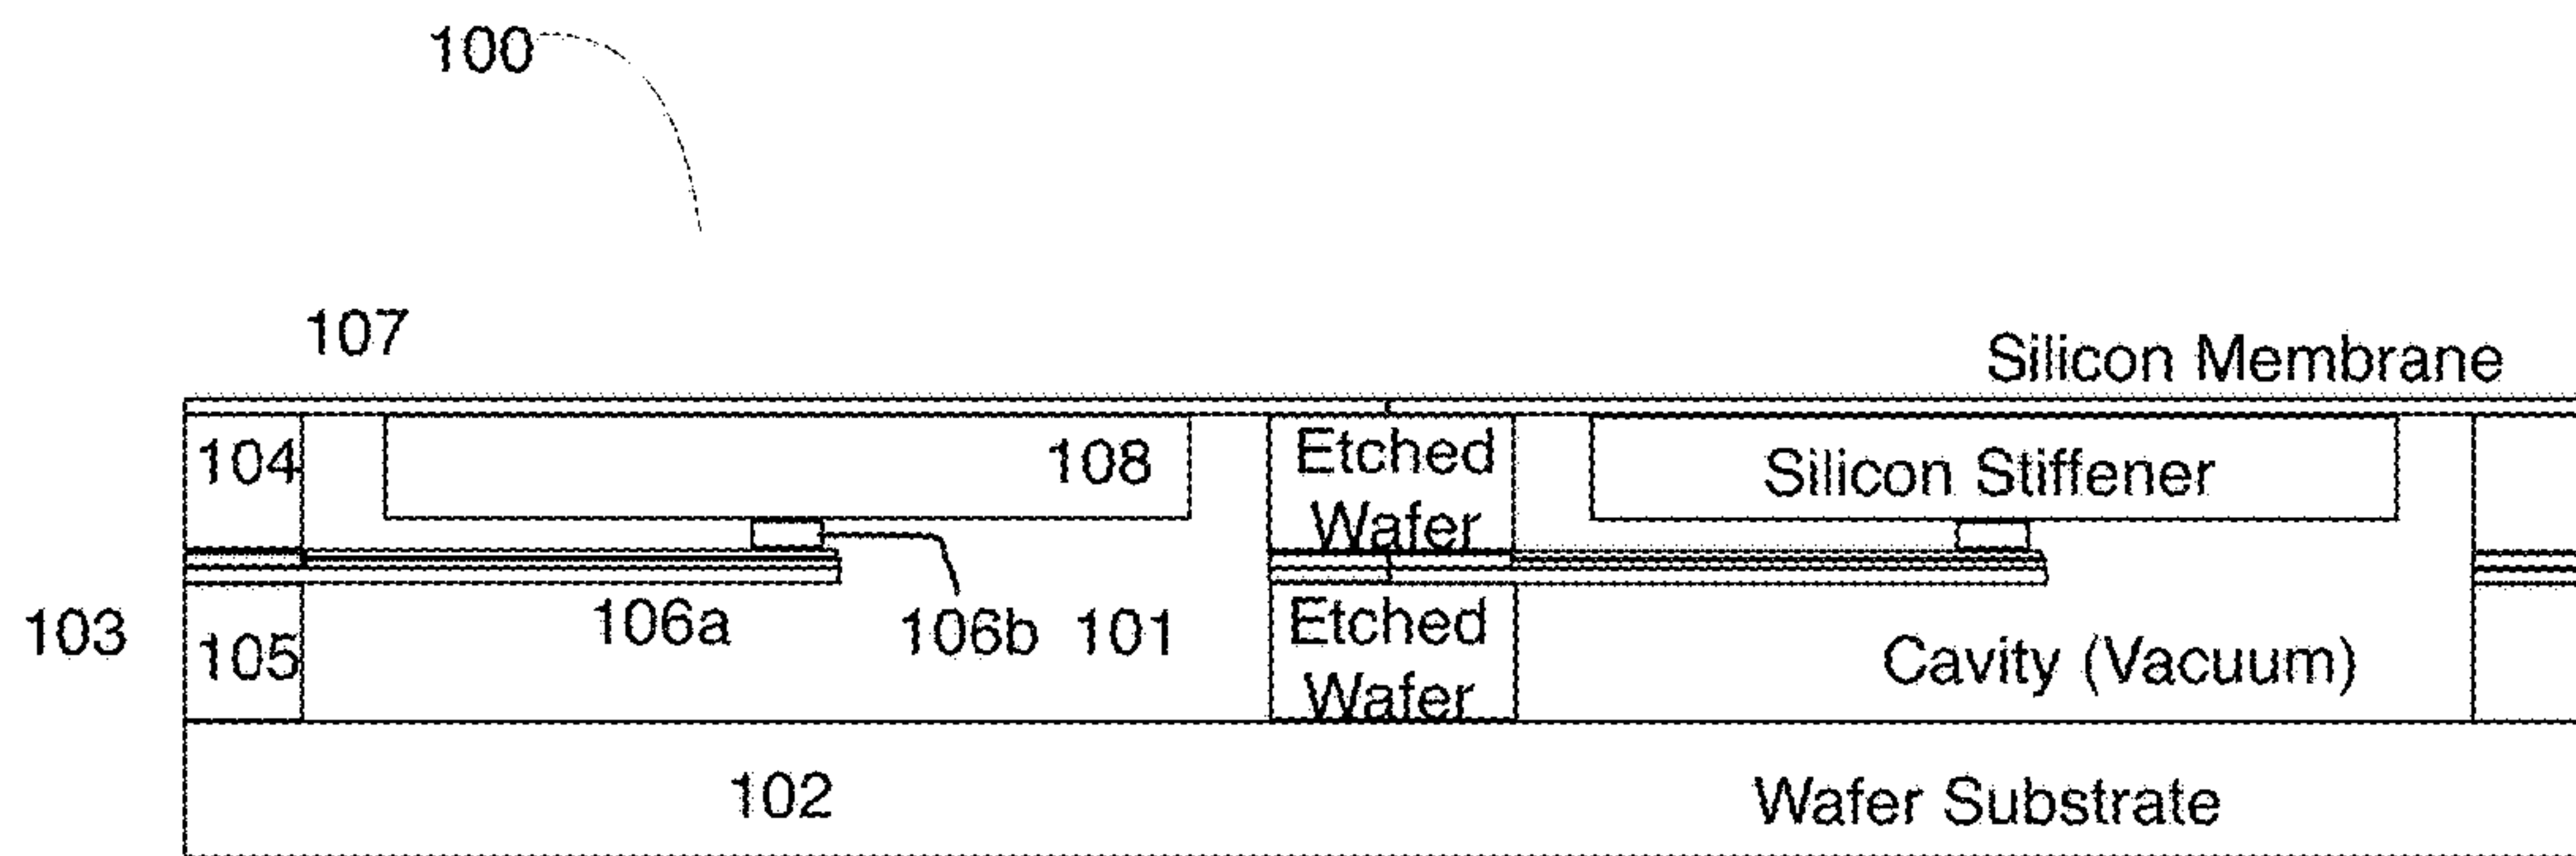 100
107
Silicon Membrane
104
108
Etched
Wafer
Silicon Stiffener
103
105
106a
106b
101
Etched
Wafer
Cavity (Vacuum)
102
Wafer Substrate